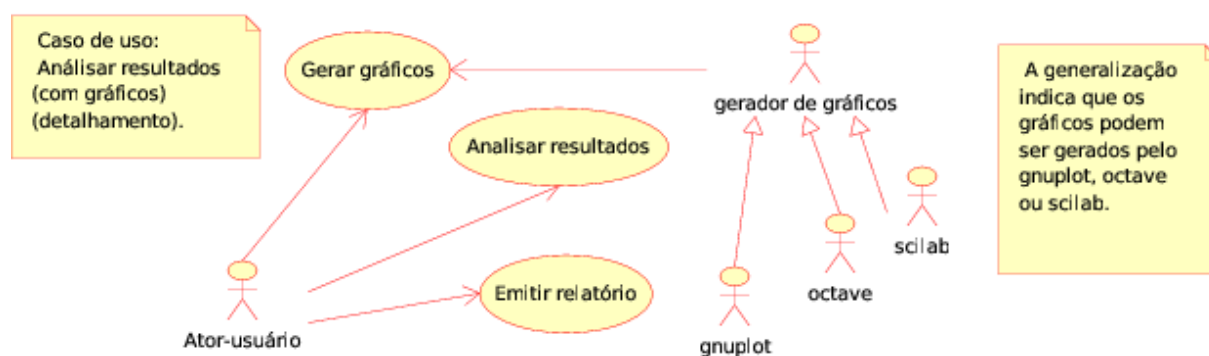 Caso de uso:
Análisar resultados
(com gráficos)
(detalhamento).
Gerar gráficos
gerador de gráficos
A generalização
indica que os
gráficos podem
ser gerados pelo
gnuplot, octave
ou scilab.
Analisar resultados
scilab
Emitir relatório
octave
Ator-usuário
gnuplot